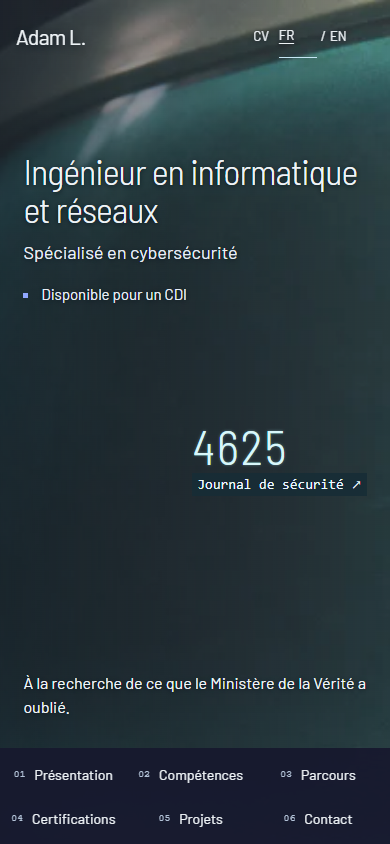 Adam L.
CV FR / EN
Ingénieur en informatique
et réseaux
Spécialisé en cybersécurité
Disponible pour un CDI
4625
Journal de sécurité ↗
À la recherche de ce que le Ministère de la Vérité a
oublié.
01 Présentation 02 Compétences 03 Parcours
04 Certifications 05 Projets 06 Contact